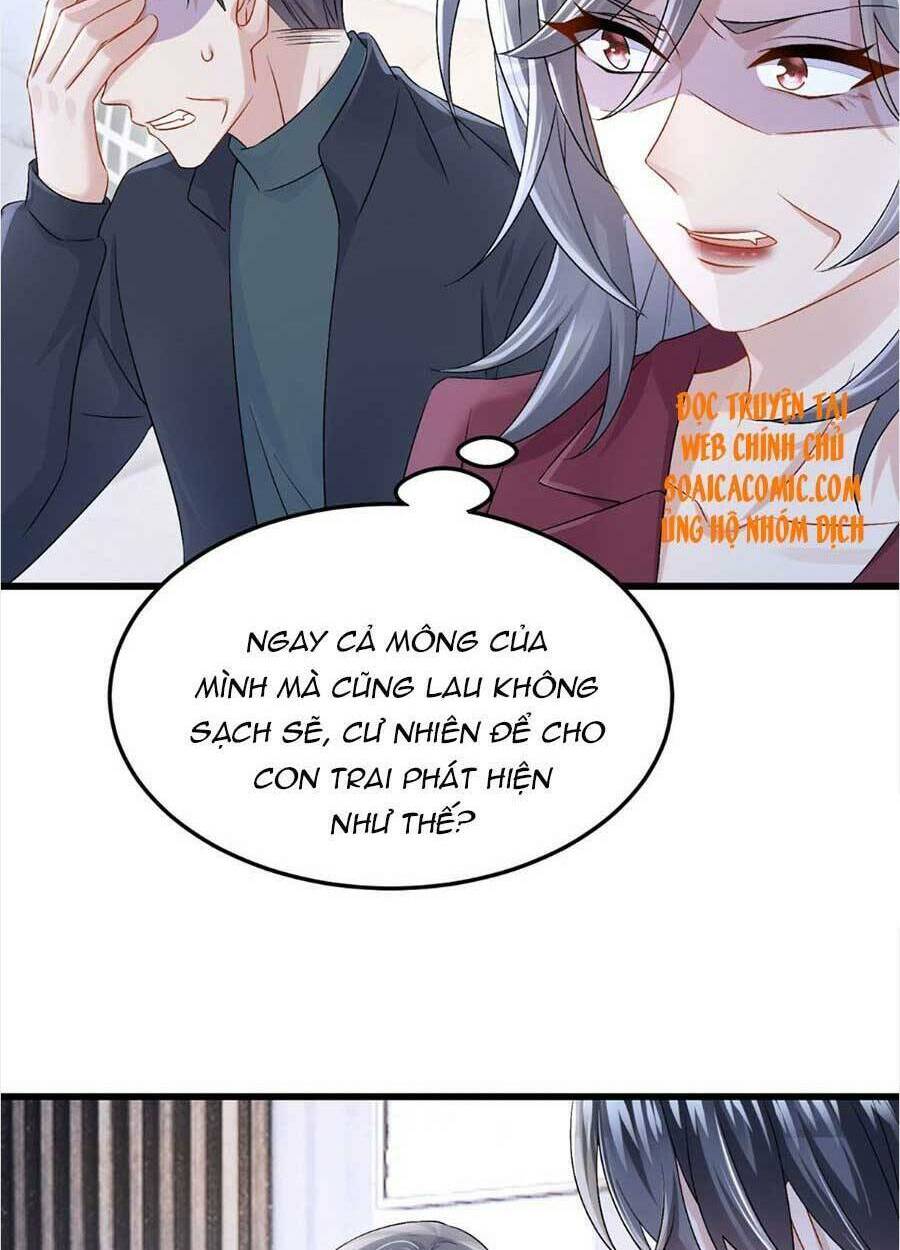 ĐỌC TRUYỆN TẠI
WEB CHÍNH CHỦ
SOAICACOMIC.COM
ỦNG HỘ NHÓM DỊCH
NGAY CẢ MÔNG CỦA
MÌNH MÀ CŨNG LAU KHÔNG
SẠCH SẼ, CƯ NHIÊN ĐỂ CHO
CON TRAI PHÁT HIỆN
NHƯ THẾ?